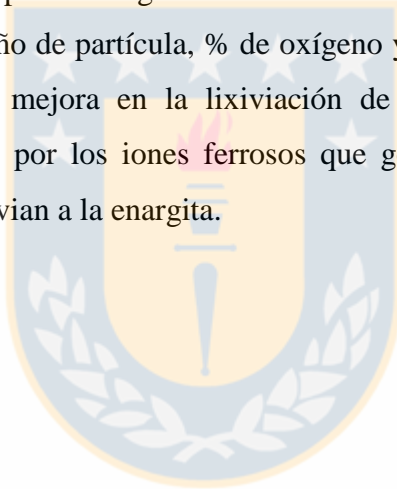 ño de partícula, % de oxígeno y
mejora en la lixiviación de
por los iones ferrosos que g
vian a la enargita.